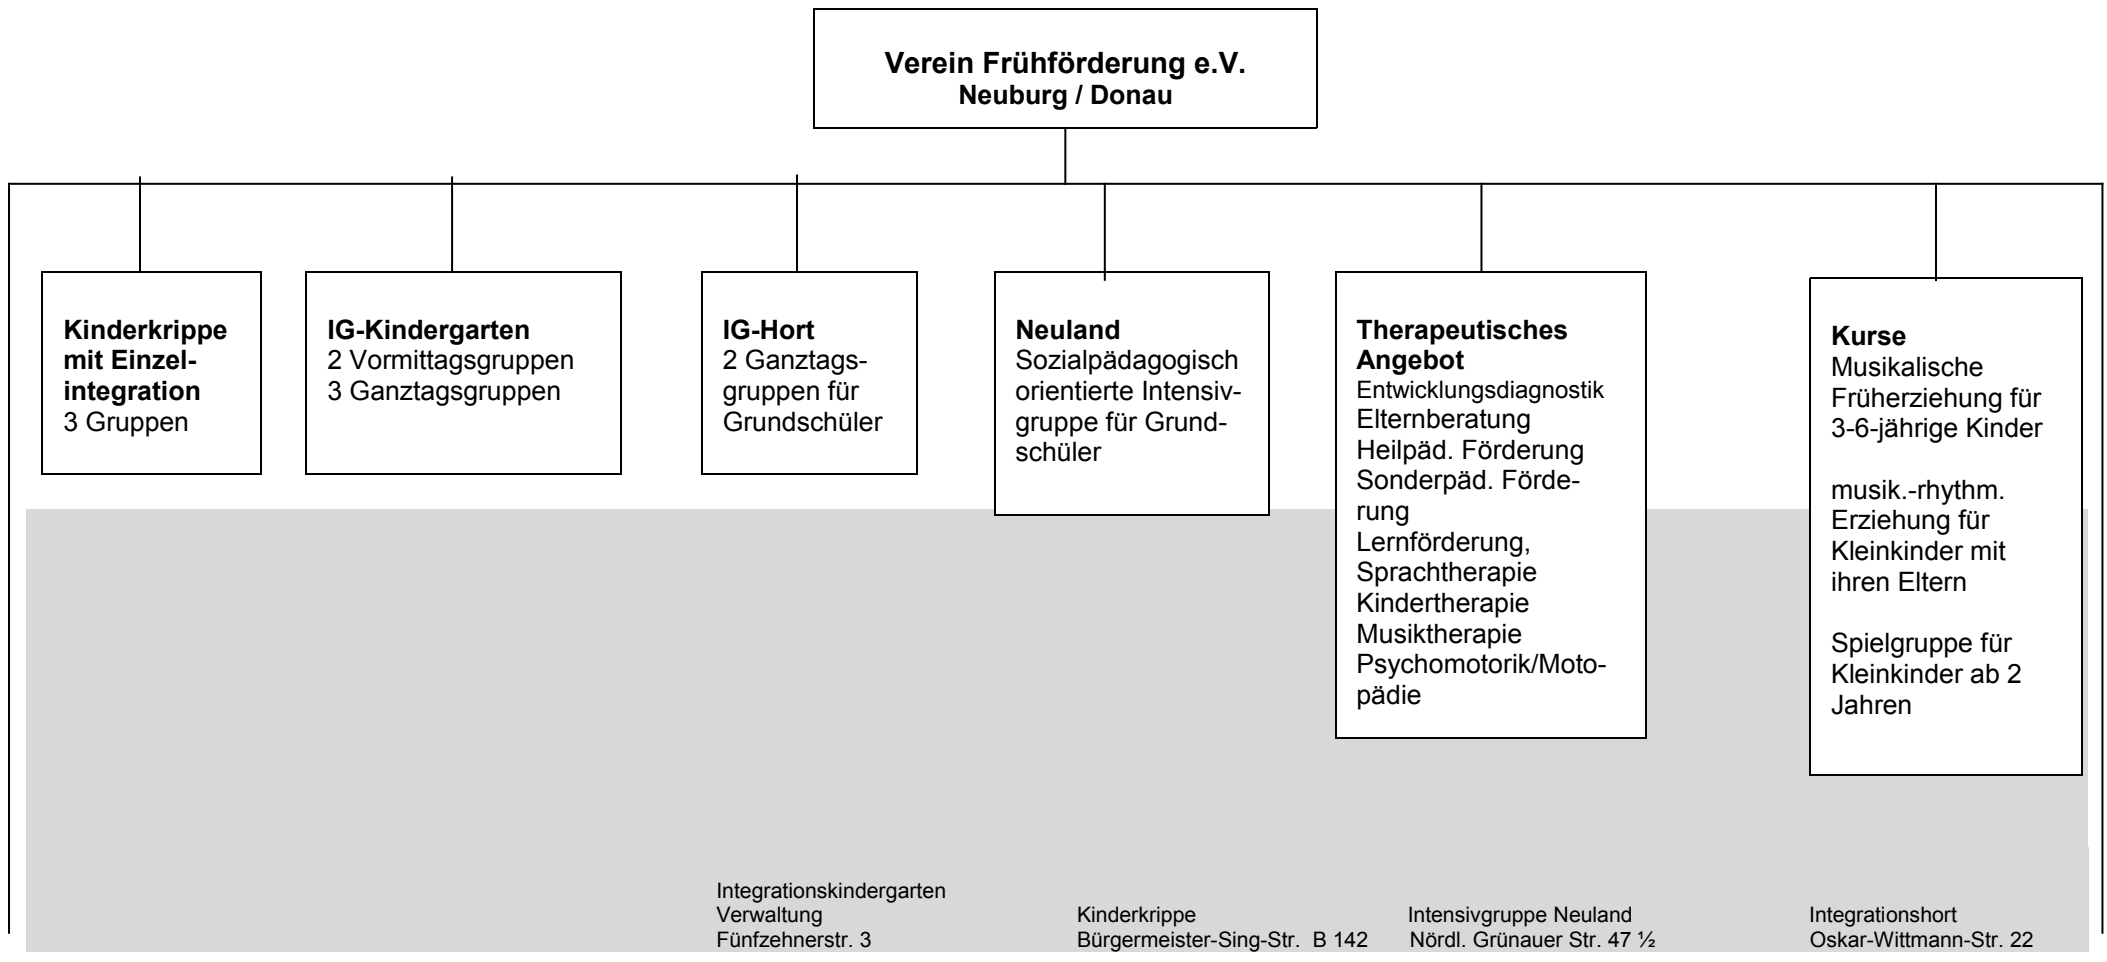 Verein Frühförderung e.V.
Neuburg / Donau
Kinderkrippe
mit Einzel-
integration
3 Gruppen
IG-Kindergarten
2 Vormittagsgruppen
3 Ganztagsgruppen
IG-Hort
2 Ganztags-
gruppen für
Grundschüler
Neuland
Sozialpädagogisch
orientierte Intensiv-
gruppe für Grund-
schüler
Therapeutisches
Angebot
Entwicklungsdiagnostik
Elternberatung
Heilpäd. Förderung
Sonderpäd. Förde-
rung
Lernförderung,
Sprachtherapie
Kindertherapie
Musiktherapie
Psychomotorik/Moto-
pädie
Kurse
Musikalische
Früherziehung für
3-6-jährige Kinder
musik.-rhythm.
Erziehung für
Kleinkinder mit
ihren Eltern
Spielgruppe für
Kleinkinder ab 2
Jahren
Integrationskindergarten
Verwaltung
Fünfzehnerstr. 3
Kinderkrippe
Bürgermeister-Sing-Str. B 142
Intensivgruppe Neuland
Nördl. Grünauer Str. 47 ½
Integrationshort
Oskar-Wittmann-Str. 22